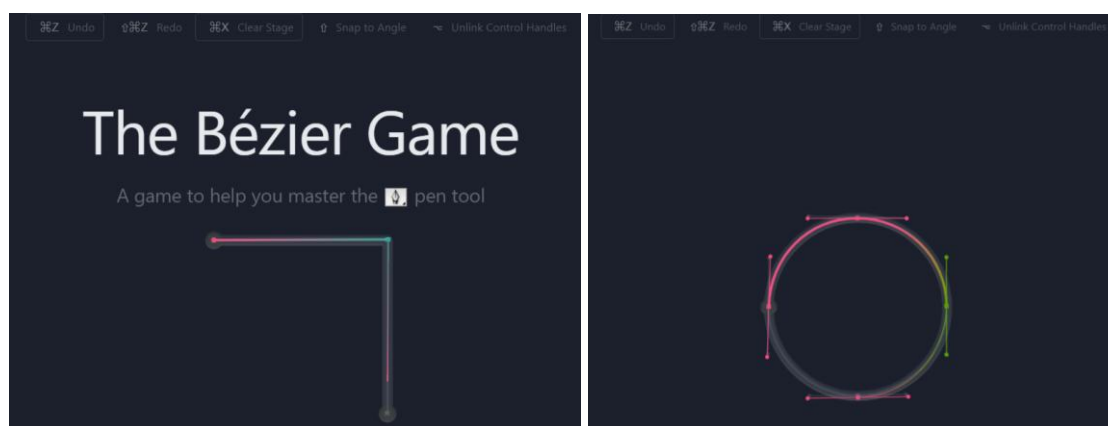 ⌘Z Undo ⇧⌘Z Redo ⌘X Clear Stage ⇧ Snap to Angle ⌥ Unlink Control Handles
The Bézier Game
A game to help you master the pen tool
⌘Z Undo ⇧⌘Z Redo ⌘X Clear Stage ⇧ Snap to Angle ⌥ Unlink Control Handles